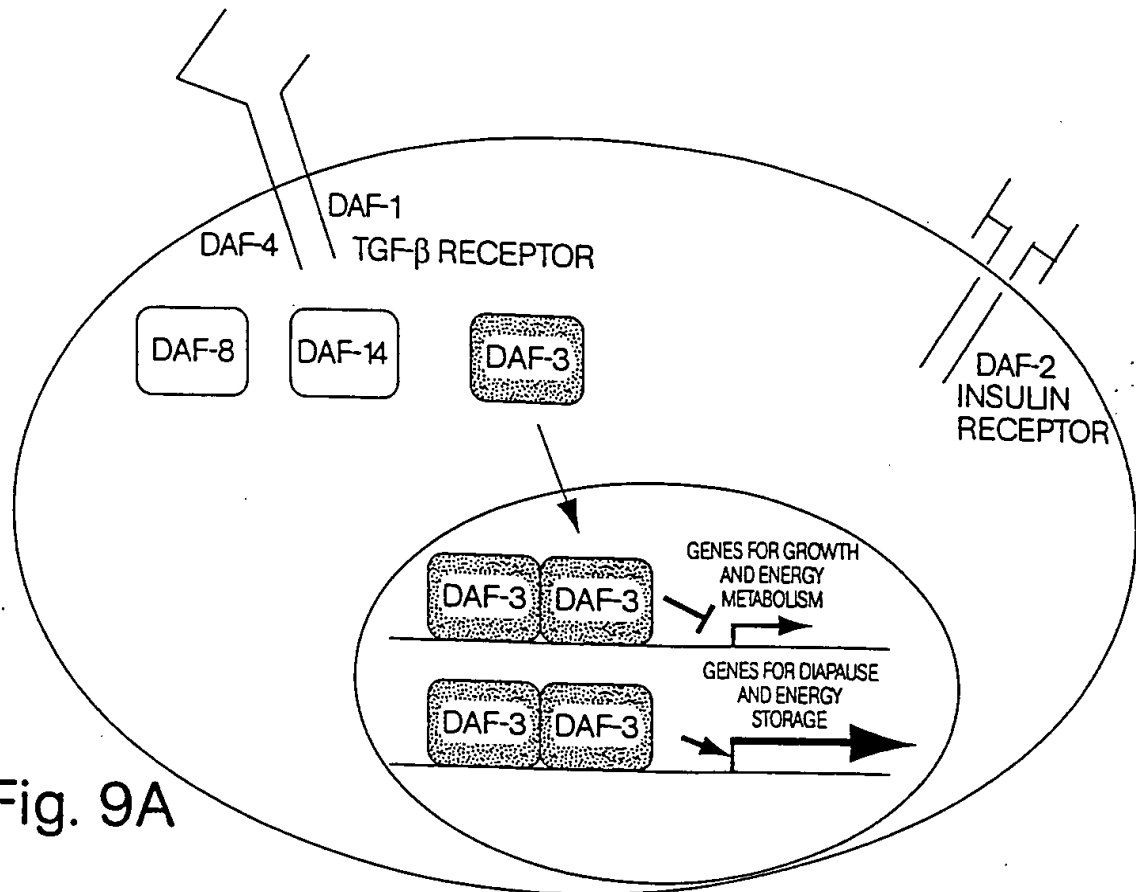 DAF-1
DAF-4
TGF-β RECEPTOR
DAF-8
DAF-14
DAF-3
DAF-2
INSULIN
RECEPTOR
GENES FOR GROWTH
AND ENERGY
METABOLISM
DAF-3
DAF-3
GENES FOR DIAPAUSE
AND ENERGY
STORAGE
DAF-3
DAF-3
Fig. 9A